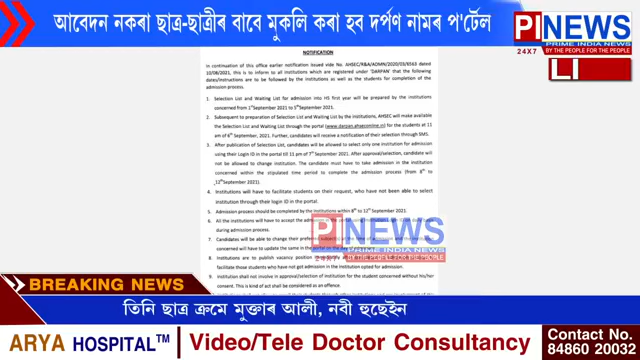 আবেদন নকৰা ছাত্ৰ-ছাত্ৰীৰ বাবে মুকলি কৰা হব দৰ্পণ নামৰ প'ৰ্টেল
PI NEWS
PRIME INDIA NEWS
24X7 BY THE PEOPLE FOR THE PEOPLE
LI
NOTIFICATION
In continuation of this office earlier notification issued vide No. AHSEC/R&A/ADMN/2020/03/6563 dated
10/08/2021, this is to inform to all institutions which are registered under 'DARPAN' that the following
dates/instructions are to be followed by the institutions as well as the students for completion of the
admission process.
1 Selection List and Waiting List for admission into HS first year will be prepared by the institutions
concerned from 1st September 2021 to 5th September 2021.
2 Subsequent to preparation of Selection List and Waiting List by the Institutions, AHSEC will make available
the Selection List and Waiting List through the portal (www.darpan.ahseconline.in) for the students at 11
am of 6th September, 2021. Further, candidates will receive a notification of their selection through SMS.
3 After publication of Selection List, candidates will be allowed to select only one institution for admission
using their Login ID in the portal till 11 pm of 7th September 2021. After approval/selection, candidate will
not be allowed to change institution. The candidate must have to take admission in the institution
concerned within the stipulated time period to complete the admission process (from 8th to
12th September 2021).
4 Institutions will have to facilitate students on their request, who have not been able to select
institution through their login ID in the portal.
5 Admission process should be completed by the institutions within 8th to 12th September 2021.
6 All the institutions will have to accept the
during admission process.
7 Candidates will be able to change their
concerned will have to update the same in the portal
8 Institutions are to publish vacancy position
facilitate those students who have not got admission in the institution opted for admission.
9 Institution shall not involve in approval/selection of institution for the student concerned without his/her
consent. This is kind of act shall be considered as an offence
PI NEWS
24X7 BY THE PEOPLE FOR THE PEOPLE
BREAKING NEWS
তিনি ছাত্ৰ ক্ৰমে মুক্তাৰ আলী, নবী হুছেইন
ARYA HOSPITAL™ Video/Tele Doctor Consultancy
Contact No.
84860 20032